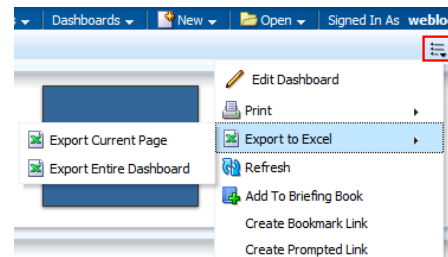 Dashboards New Open Signed In As weblo
Edit Dashboard
Print
Export to Excel
Export Current Page
Export Entire Dashboard
Refresh
Add To Briefing Book
Create Bookmark Link
Create Prompted Link